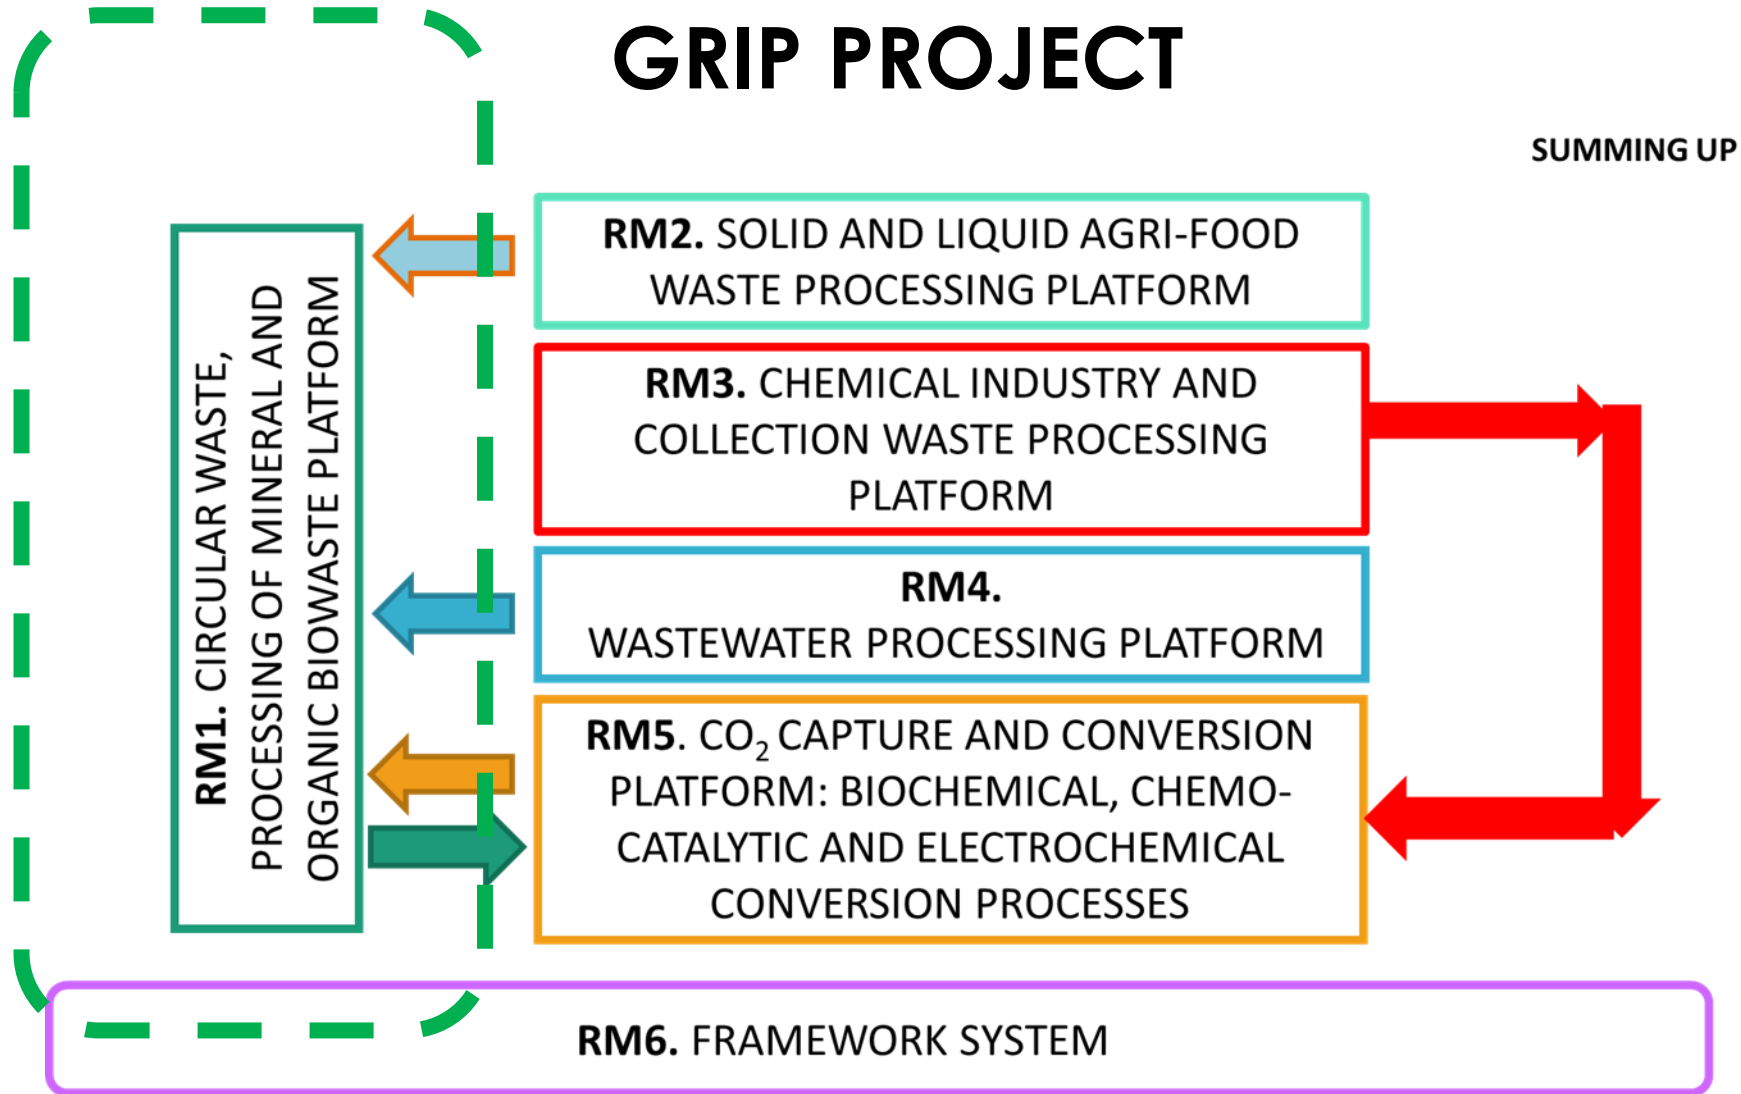 GRIP PROJECT
SUMMING UP
RM1. CIRCULAR WASTE,
PROCESSING OF MINERAL AND
ORGANIC BIOWASTE PLATFORM
RM2. SOLID AND LIQUID AGRI-FOOD
WASTE PROCESSING PLATFORM
RM3. CHEMICAL INDUSTRY AND
COLLECTION WASTE PROCESSING
PLATFORM
RM4.
WASTEWATER PROCESSING PLATFORM
RM5. CO₂ CAPTURE AND CONVERSION
PLATFORM: BIOCHEMICAL, CHEMO-
CATALYTIC AND ELECTROCHEMICAL
CONVERSION PROCESSES
RM6. FRAMEWORK SYSTEM